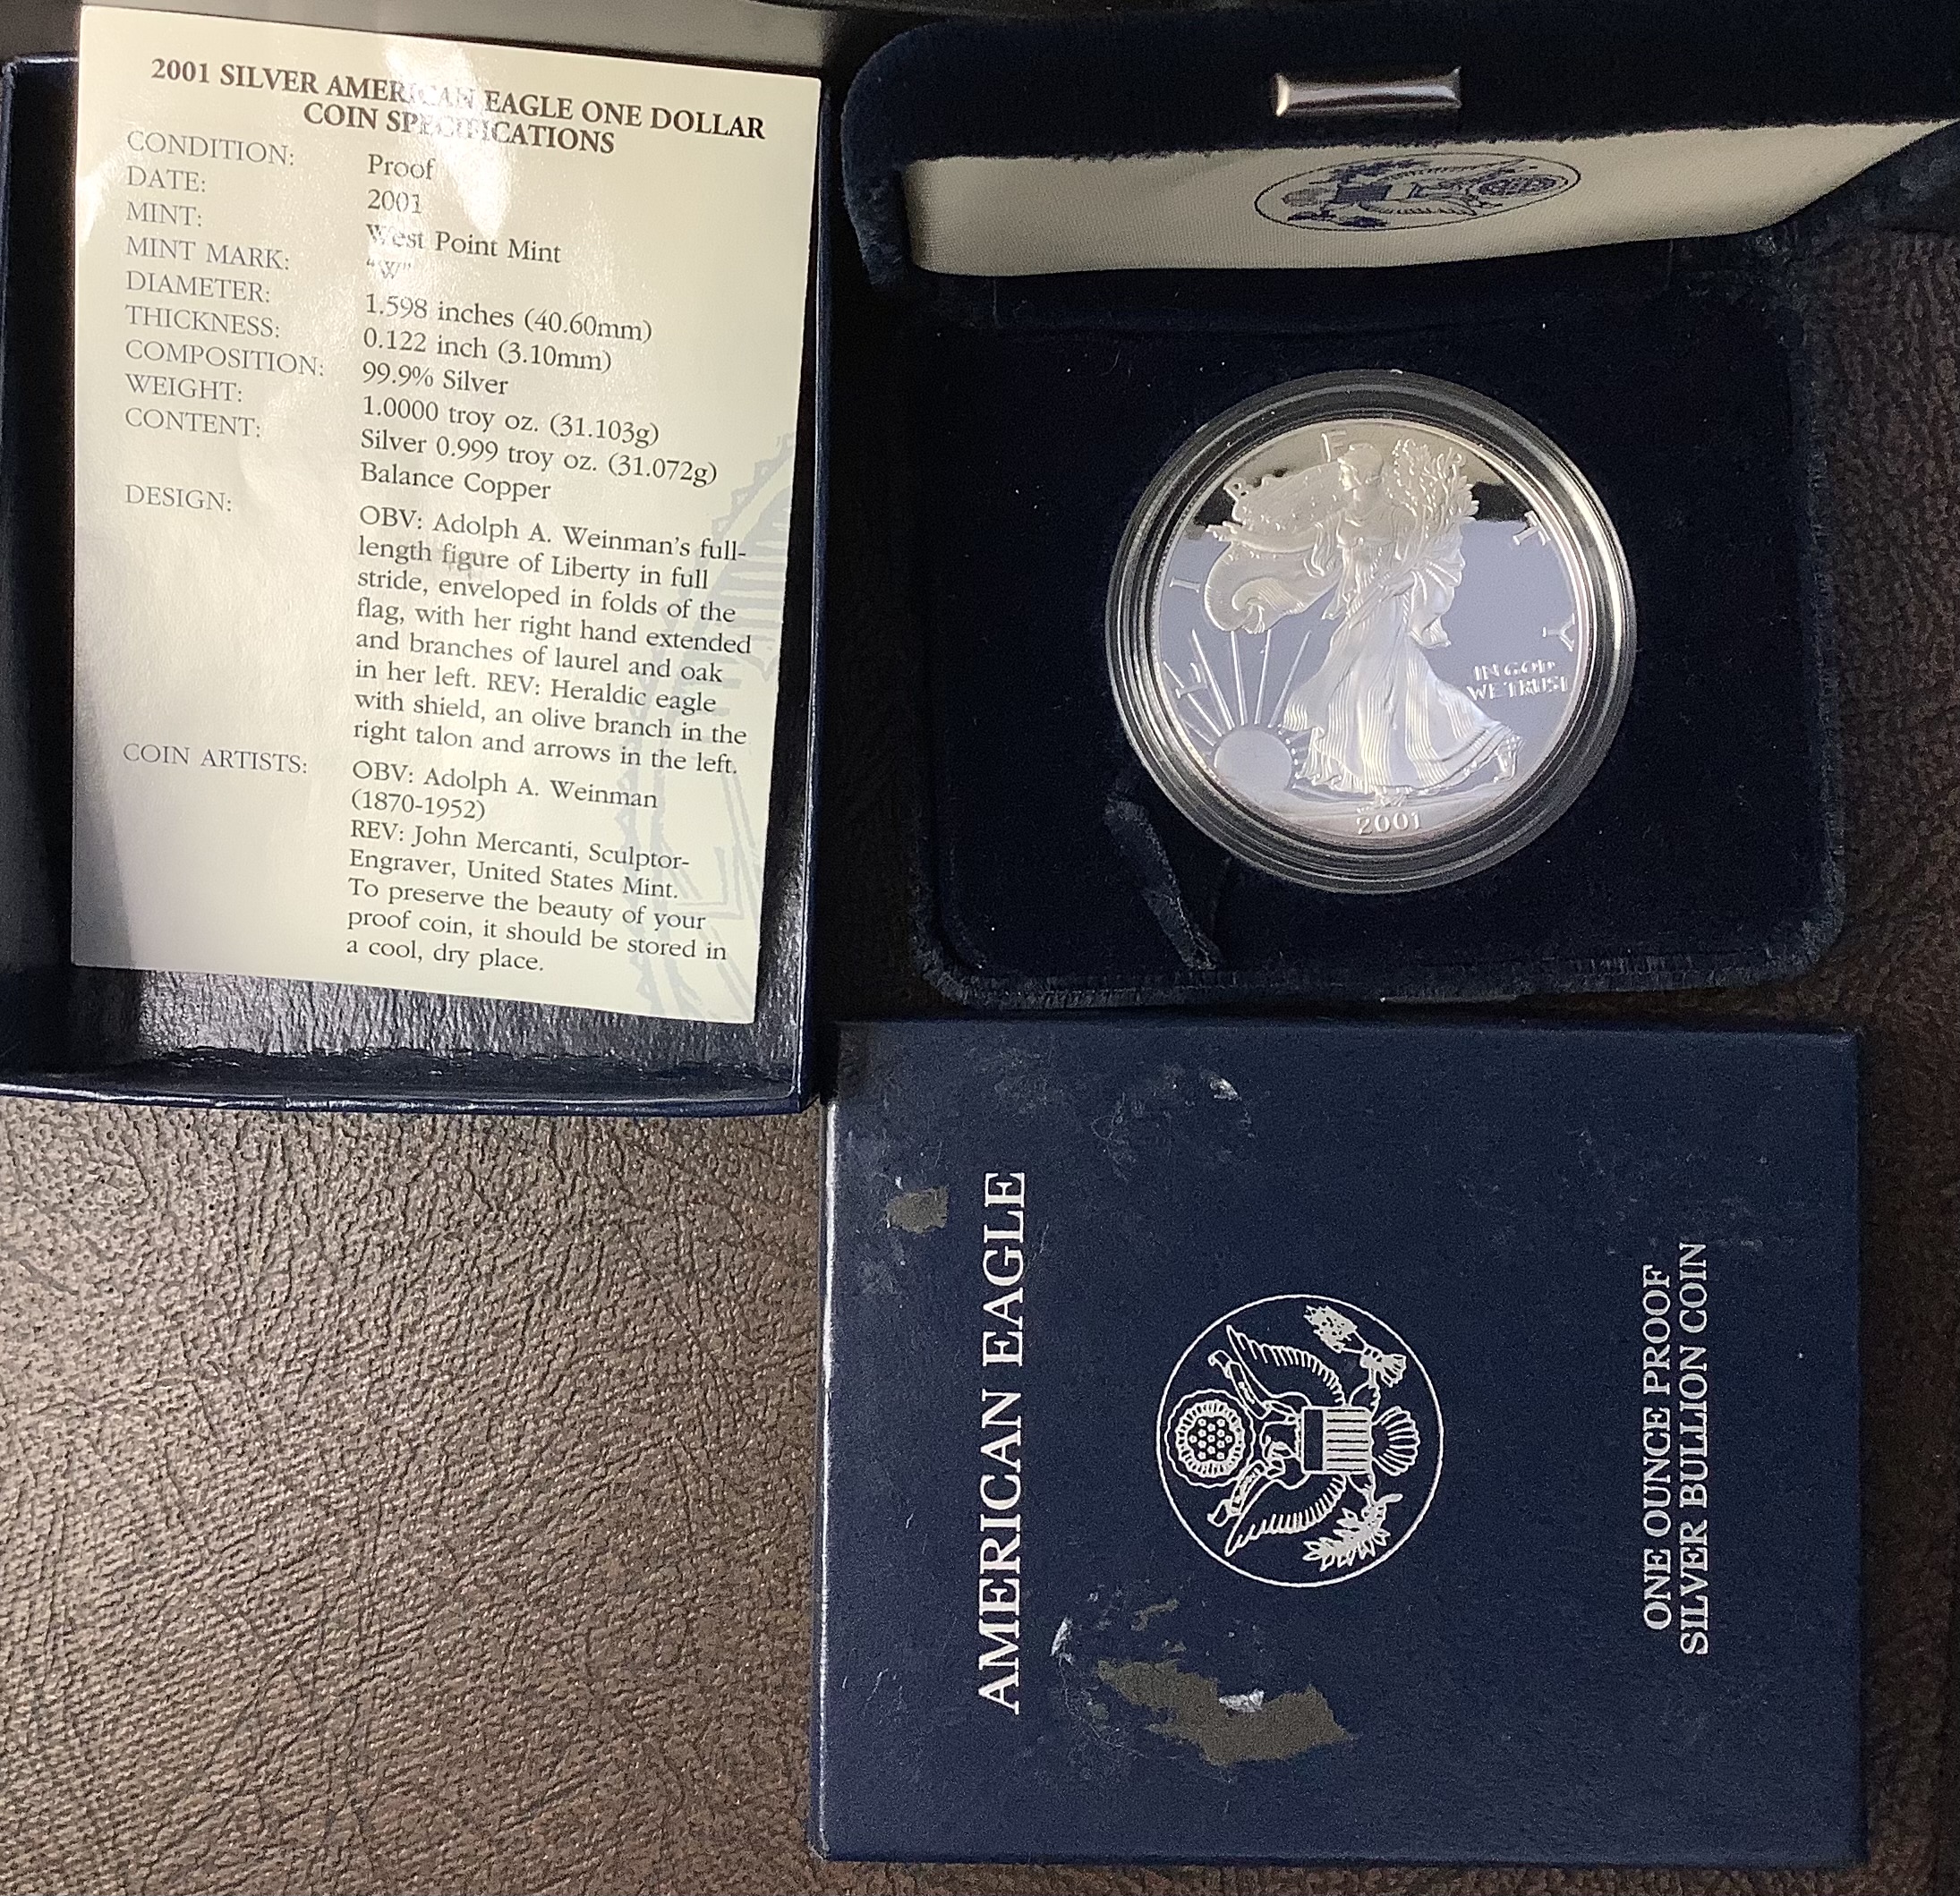 2001 SILVER AMERICAN EAGLE ONE DOLLAR
COIN SPECIFICATIONS
CONDITION: Proof
DATE: 2001
MINT: West Point Mint
MINT MARK: "W"
DIAMETER: 1.598 inches (40.60mm)
THICKNESS: 0.122 inch (3.10mm)
COMPOSITION: 99.9% Silver
WEIGHT: 1.0000 troy oz. (31.103g)
CONTENT: Silver 0.999 troy oz. (31.072g)
Balance Copper
DESIGN: OBV: Adolph A. Weinman's full-
length figure of Liberty in full
stride, enveloped in folds of the
flag, with her right hand extended
and branches of laurel and oak
in her left. REV: Heraldic eagle
with shield, an olive branch in the
right talon and arrows in the left.
COIN ARTISTS: OBV: Adolph A. Weinman
(1870-1952)
REV: John Mercanti, Sculptor-
Engraver, United States Mint.
To preserve the beauty of your
proof coin, it should be stored in
a cool, dry place.
LIBERTY
IN GOD
WE TRUST
2001
AMERICAN EAGLE
ONE OUNCE PROOF
SILVER BULLION COIN